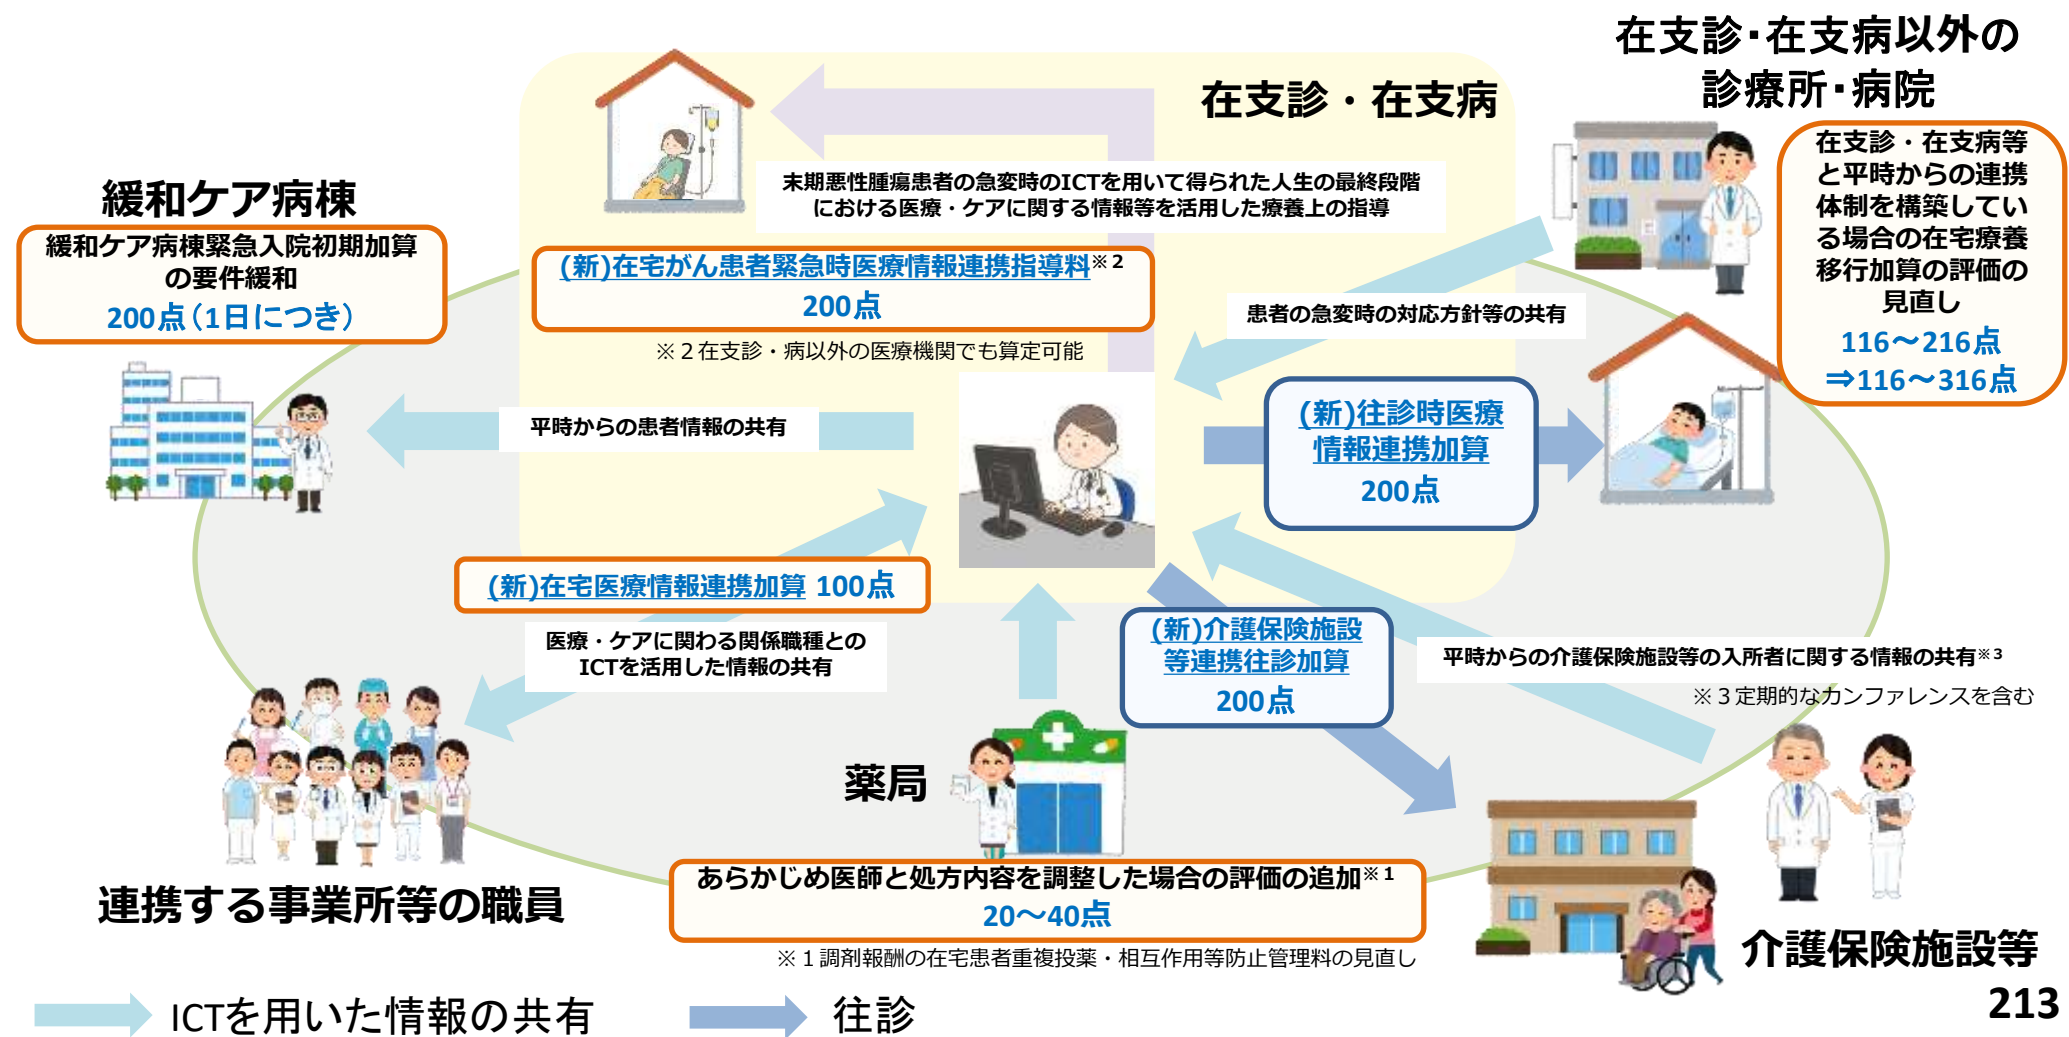 在支診・在支病以外の
診療所・病院
在支診・在支病等
と平時からの連携
体制を構築してい
る場合の在宅療養
移行加算の評価の
見直し
116～216点
⇒116～316点
在支診・在支病
末期悪性腫瘍患者の急変時のICTを用いて得られた人生の最終段階
における医療・ケアに関する情報等を活用した療養上の指導
(新)在宅がん患者緊急時医療情報連携指導料※2
200点
※２在支診・病以外の医療機関でも算定可能
緩和ケア病棟
緩和ケア病棟緊急入院初期加算
の要件緩和
200点（1日につき）
患者の急変時の対応方針等の共有
平時からの患者情報の共有
(新)往診時医療
情報連携加算
200点
(新)在宅医療情報連携加算 100点
医療・ケアに関わる関係職種との
ICTを活用した情報の共有
(新)介護保険施設
等連携往診加算
200点
平時からの介護保険施設等の入所者に関する情報の共有※3
※３定期的なカンファレンスを含む
薬局
あらかじめ医師と処方内容を調整した場合の評価の追加※1
20～40点
※１調剤報酬の在宅患者重複投薬・相互作用等防止管理料の見直し
連携する事業所等の職員
介護保険施設等
ICTを用いた情報の共有
往診
213